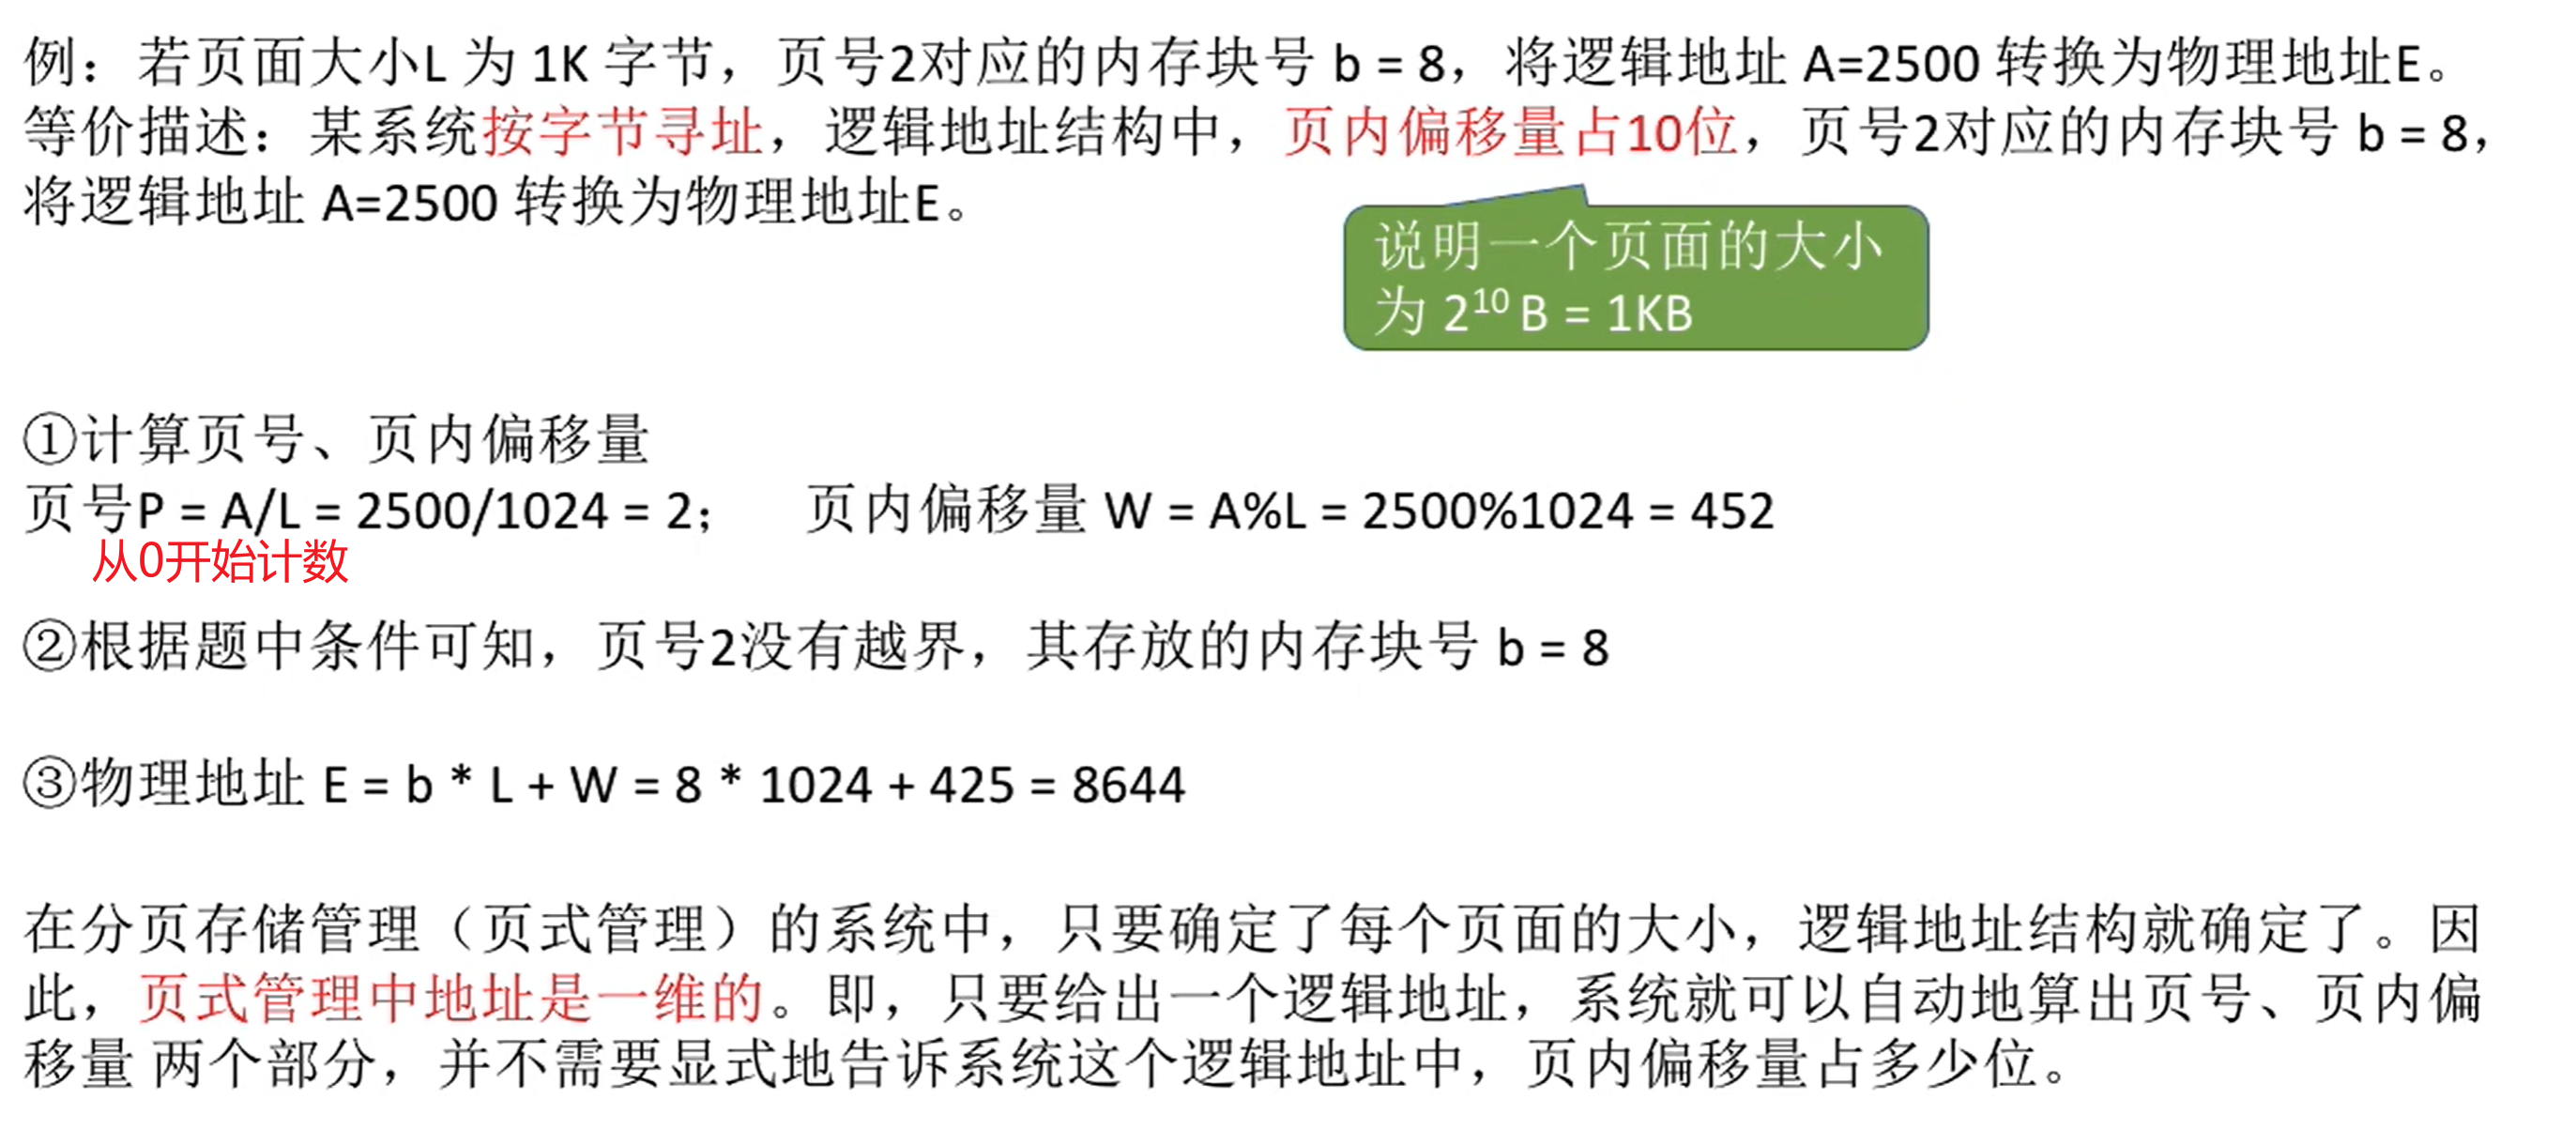 例：若页面大小L 为 1K 字节，页号2对应的内存块号 b = 8，将逻辑地址 A=2500 转换为物理地址E。
等价描述：某系统按字节寻址，逻辑地址结构中，页内偏移量占10位，页号2对应的内存块号 b = 8，
将逻辑地址 A=2500 转换为物理地址E。
说明一个页面的大小
为 2¹⁰ B = 1KB
①计算页号、页内偏移量
页号P = A/L = 2500/1024 = 2； 页内偏移量 W = A%L = 2500%1024 = 452
从0开始计数
②根据题中条件可知，页号2没有越界，其存放的内存块号 b = 8
③物理地址 E = b * L + W = 8 * 1024 + 425 = 8644
在分页存储管理（页式管理）的系统中，只要确定了每个页面的大小，逻辑地址结构就确定了。因
此，页式管理中地址是一维的。即，只要给出一个逻辑地址，系统就可以自动地算出页号、页内偏
移量 两个部分，并不需要显式地告诉系统这个逻辑地址中，页内偏移量占多少位。